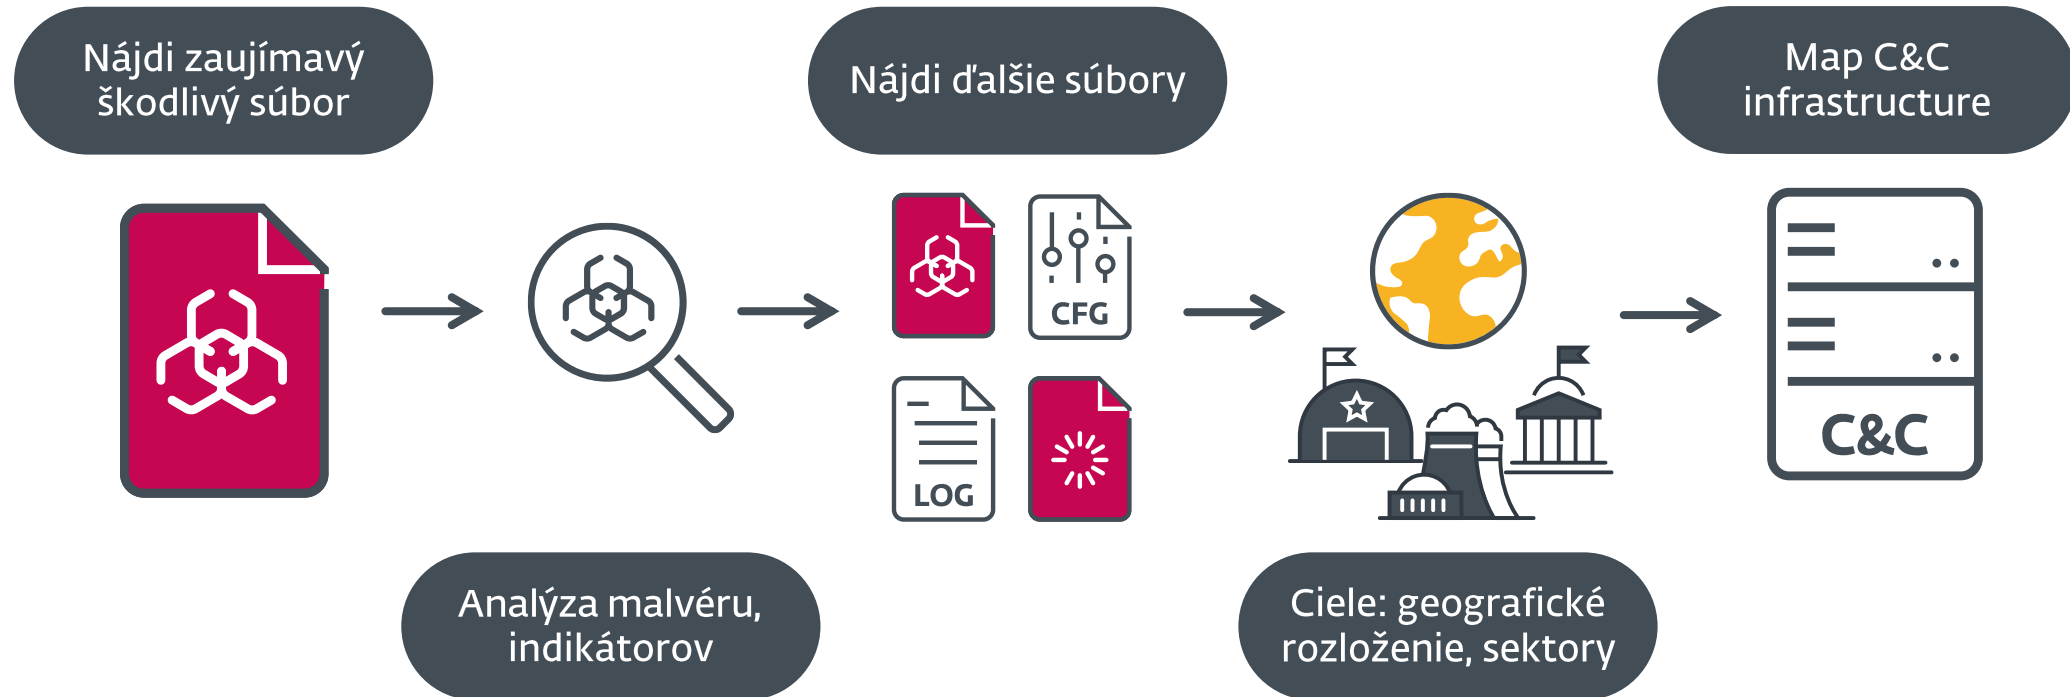 Nájdi zaujímavý
škodlivý súbor
Nájdi ďalšie súbory
Map C&C
infrastructure
CFG
LOG
C&C
Analýza malvéru,
indikátorov
Ciele: geografické
rozloženie, sektory